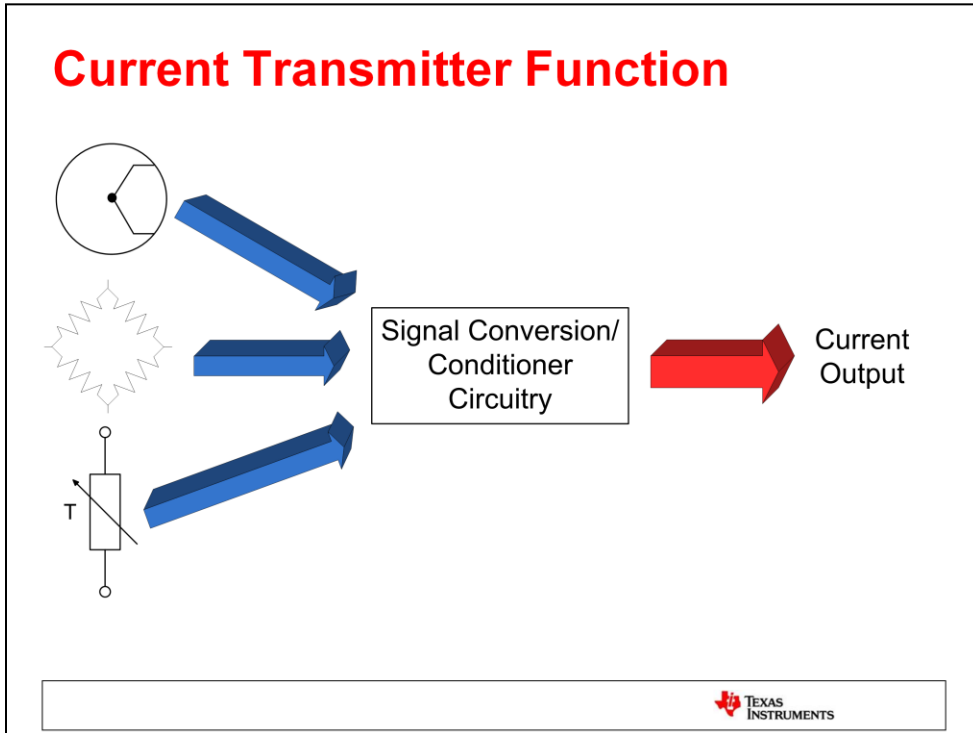 Current Transmitter Function
Signal Conversion/
Conditioner
Circuitry
Current
Output
T
TEXAS
INSTRUMENTS